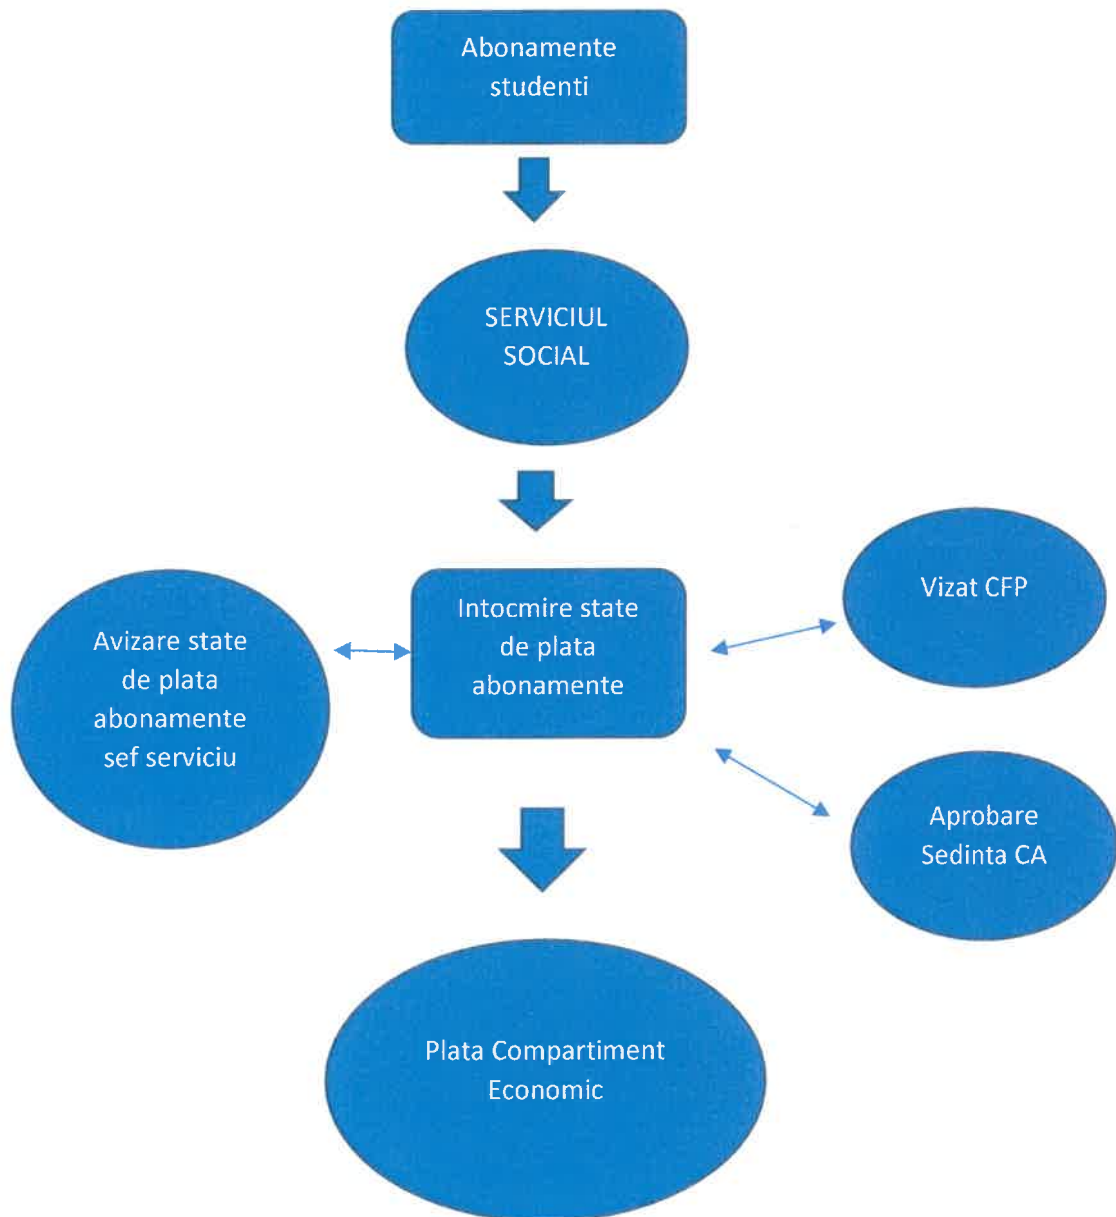 Abonamente
studenti
SERVICIUL
SOCIAL
Intocmire state
de plata
abonamente
Avizare state
de plata
abonamente
sef serviciu
Vizat CFP
Aprobare
Sedinta CA
Plata Compartiment
Economic